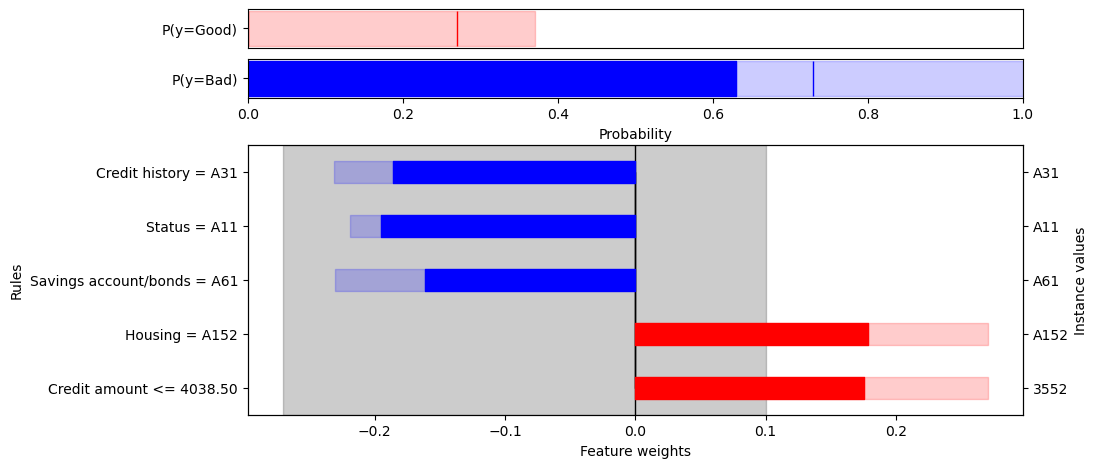 P(y=Good)
P(y=Bad)
0.0 0.2 0.4 0.6 0.8 1.0
Probability
Credit history = A31 A31
Status = A11 A11
Savings account/bonds = A61 A61
Housing = A152 A152
Credit amount <= 4038.50 3552
Rules
Instance values
−0.2 −0.1 0.0 0.1 0.2
Feature weights